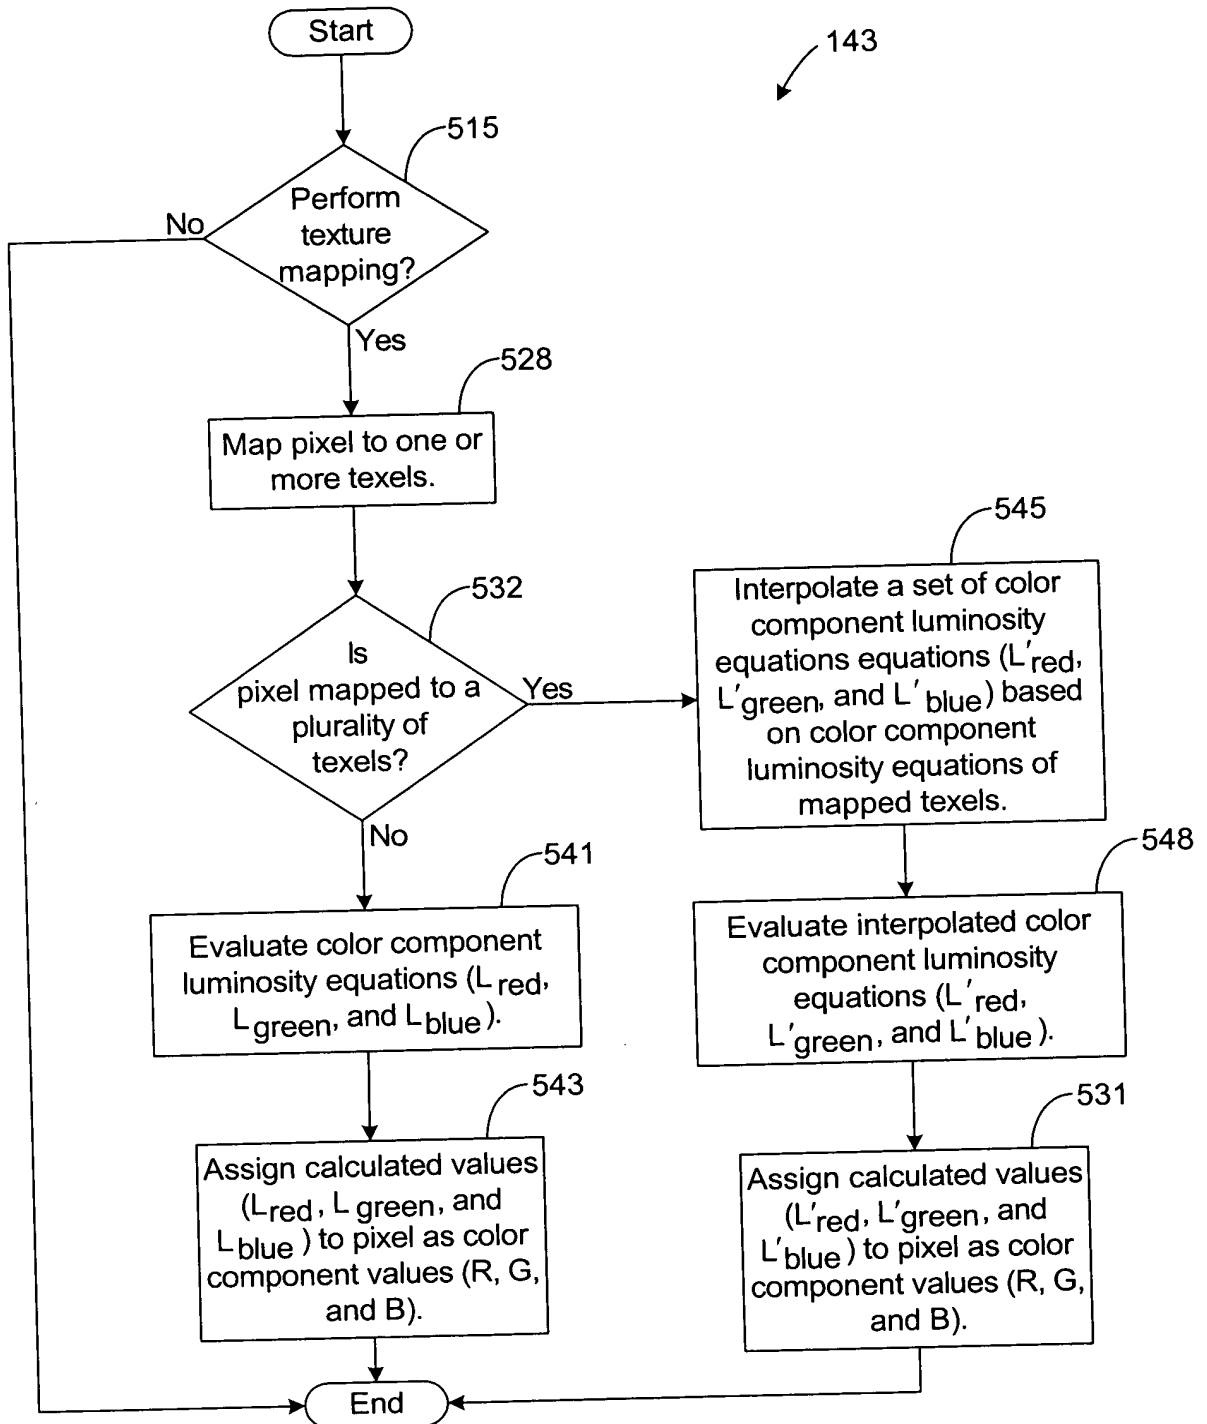 Start
143
515
Perform
texture
mapping?
No
Yes
528
Map pixel to one or
more texels.
532
Is
pixel mapped to a
plurality of
texels?
Yes
No
545
Interpolate a set of color
component luminosity
equations equations (L′red,
L′green, and L′blue) based
on color component
luminosity equations of
mapped texels.
541
Evaluate color component
luminosity equations (Lred,
Lgreen, and Lblue).
548
Evaluate interpolated color
component luminosity
equations (L′red,
L′green, and L′blue).
543
Assign calculated values
(Lred, Lgreen, and
Lblue) to pixel as color
component values (R, G,
and B).
531
Assign calculated values
(L′red, L′green, and
L′blue) to pixel as color
component values (R, G,
and B).
End